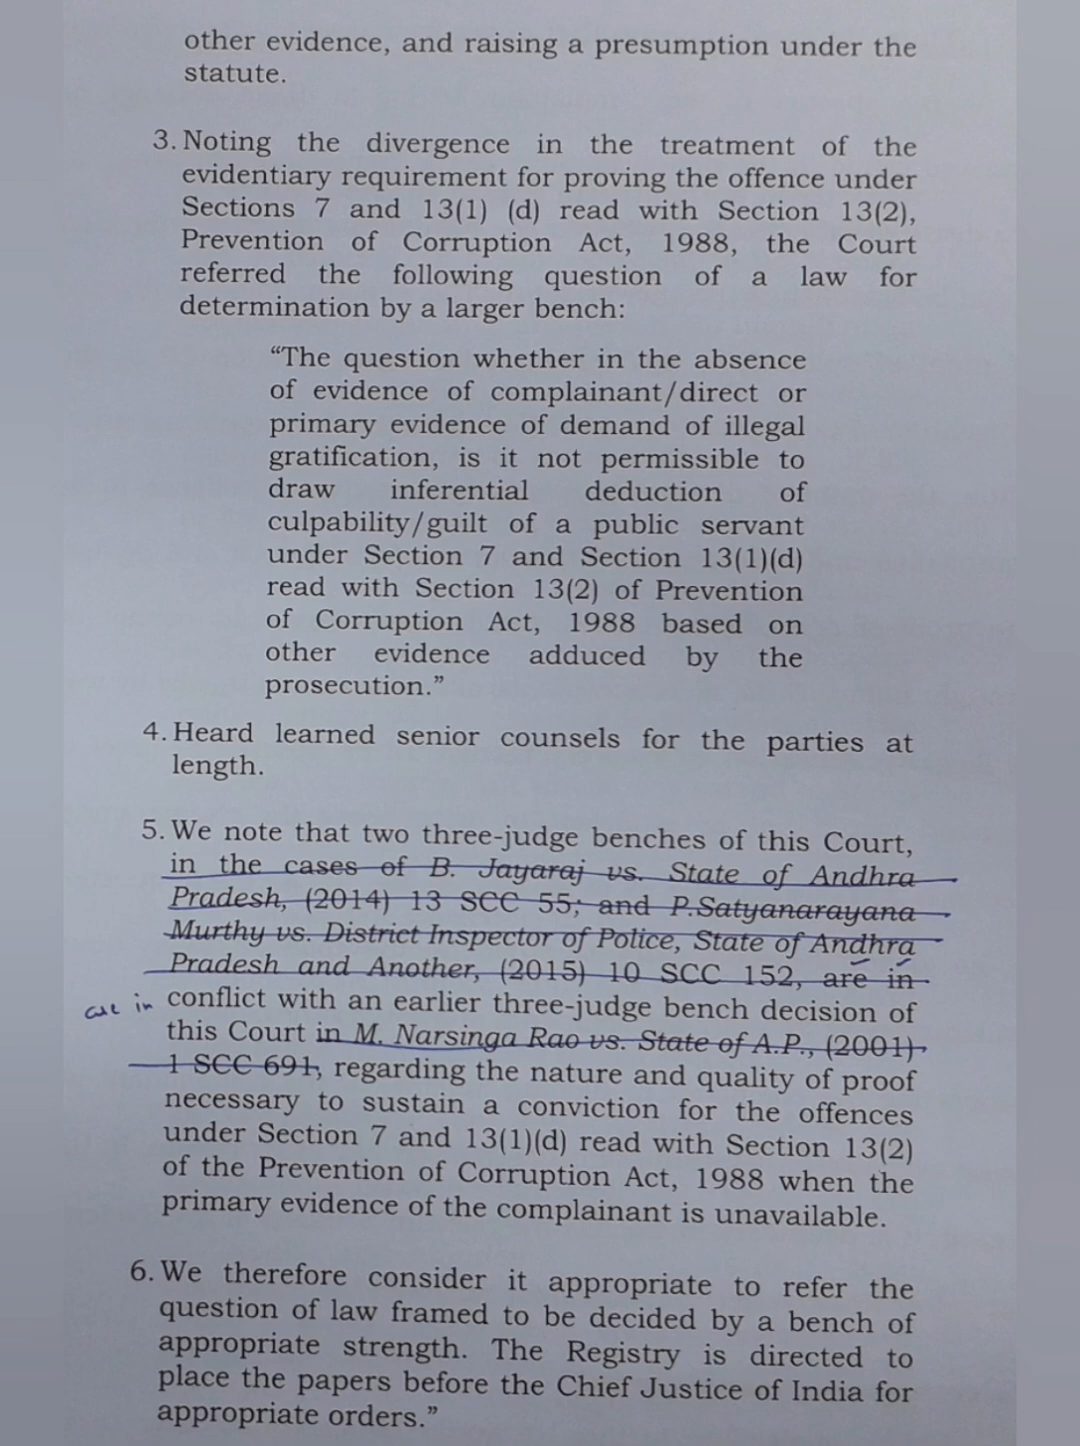 other evidence, and raising a presumption under the
statute.
3. Noting the divergence in the treatment of the
evidentiary requirement for proving the offence under
Sections 7 and 13(1) (d) read with Section 13(2),
Prevention of Corruption Act, 1988, the Court
referred the following question of a law for
determination by a larger bench:
“The question whether in the absence
of evidence of complainant/direct or
primary evidence of demand of illegal
gratification, is it not permissible to
draw inferential deduction of
culpability/guilt of a public servant
under Section 7 and Section 13(1)(d)
read with Section 13(2) of Prevention
of Corruption Act, 1988 based on
other evidence adduced by the
prosecution.”
4. Heard learned senior counsels for the parties at
length.
5. We note that two three-judge benches of this Court,
in the cases of B. Jayaraj vs. State of Andhra
Pradesh, (2014) 13 SCC 55; and P.Satyanarayana
Murthy vs. District Inspector of Police, State of Andhra
Pradesh and Another, (2015) 10 SCC 152, are in
are in conflict with an earlier three-judge bench decision of
this Court in M. Narsinga Rao vs. State of A.P., (2001)
1 SCC 691, regarding the nature and quality of proof
necessary to sustain a conviction for the offences
under Section 7 and 13(1)(d) read with Section 13(2)
of the Prevention of Corruption Act, 1988 when the
primary evidence of the complainant is unavailable.
6. We therefore consider it appropriate to refer the
question of law framed to be decided by a bench of
appropriate strength. The Registry is directed to
place the papers before the Chief Justice of India for
appropriate orders.”